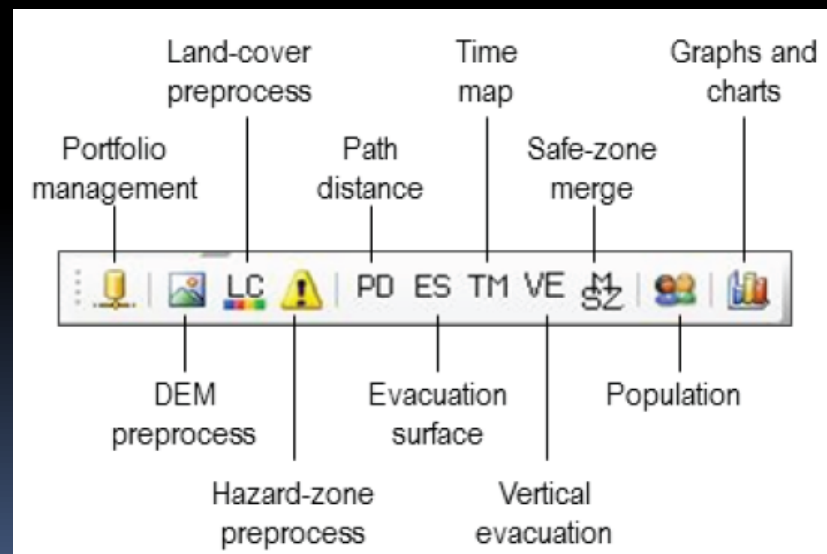 Land-cover
preprocess
Time
map
Graphs and
charts
Portfolio
management
Path
distance
Safe-zone
merge
LC PD ES TM VE M
SZ
DEM
preprocess
Evacuation
surface
Population
Hazard-zone
preprocess
Vertical
evacuation